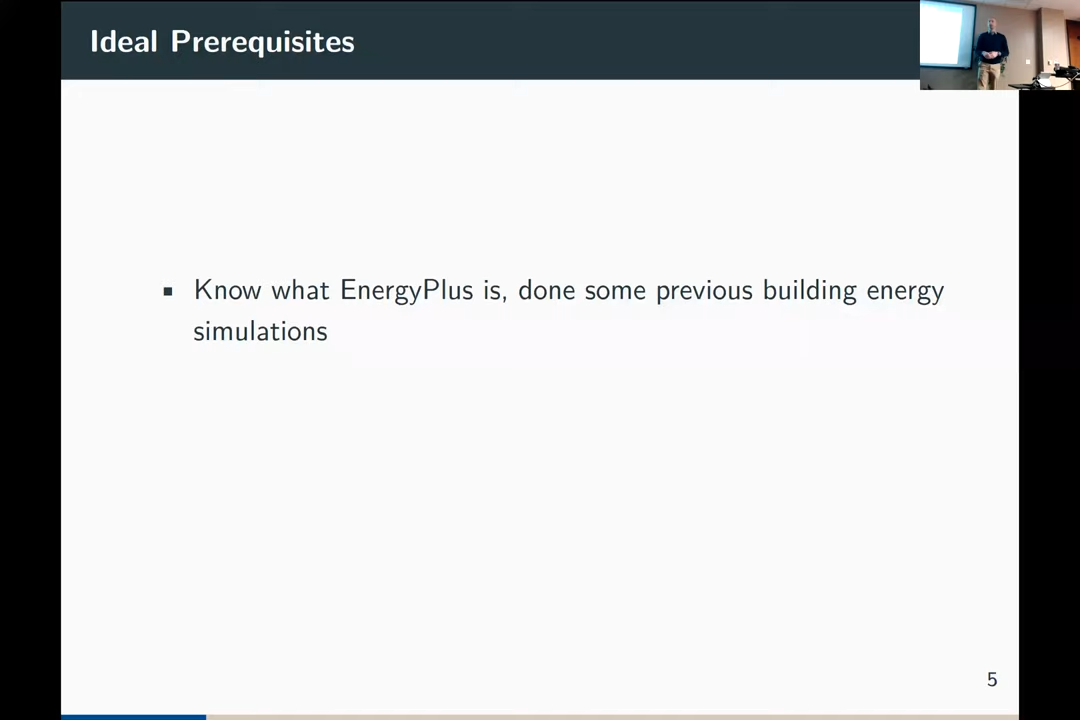 Ideal Prerequisites
▪ Know what EnergyPlus is, done some previous building energy
simulations
5